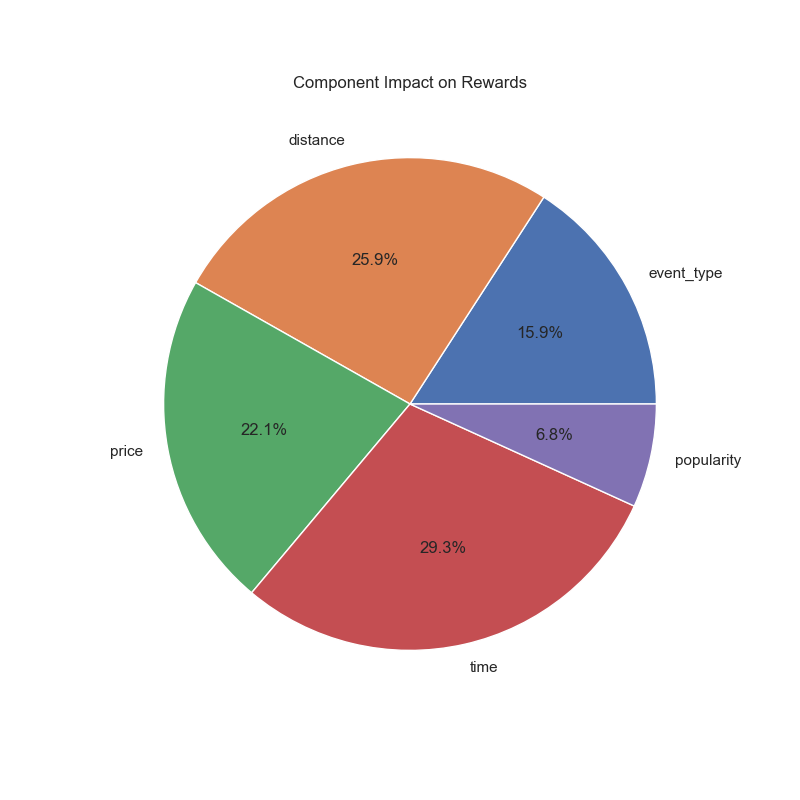 Component Impact on Rewards
distance
25.9%
event_type
15.9%
22.1%
price
6.8%
popularity
29.3%
time